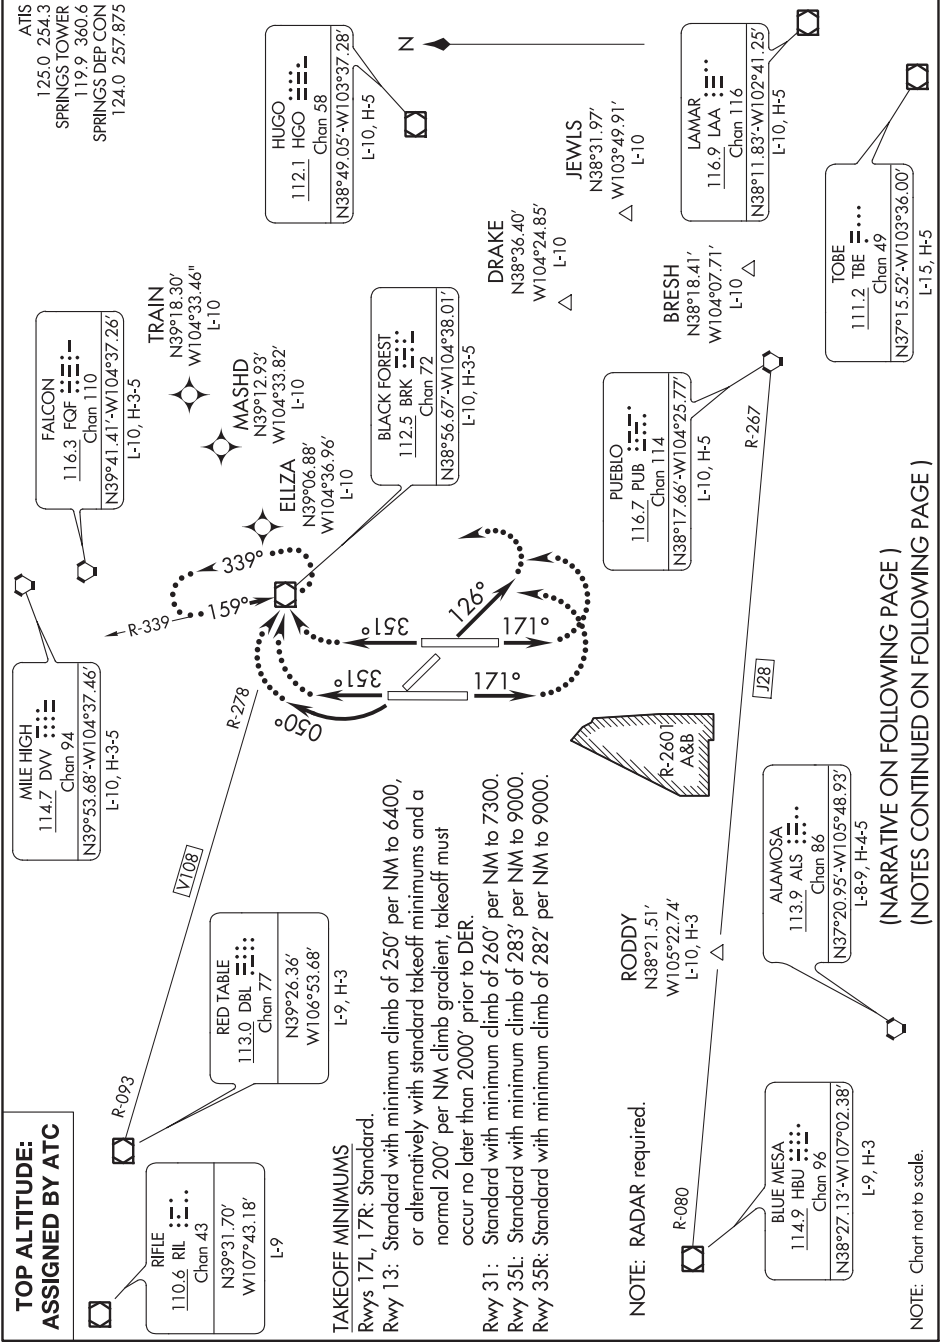 TOP ALTITUDE:
ASSIGNED BY ATC
RIFLE
110.6 RIL
Chan 43
N39°31.70'
W107°43.18'
L-9
R-093
RED TABLE
113.0 DBL
Chan 77
N39°26.36'
W106°53.68'
L-9, H-3
V108
R-278
MILE HIGH
114.7 DVV
Chan 94
N39°53.68'-W104°37.46'
L-10, H-3-5
R-339
159°
339°
FALCON
116.3 FQF
Chan 110
N39°41.41'-W104°37.26'
L-10, H-3-5
TRAIN
N39°18.30'
W104°33.46"
L-10
MASHD
N39°12.93'
W104°33.82'
L-10
ELLZA
N39°06.88'
W104°36.96'
L-10
ATIS
125.0 254.3
SPRINGS TOWER
119.9 360.6
SPRINGS DEP CON
124.0 257.875
HUGO
112.1 HGO
Chan 58
N38°49.05'-W103°37.28'
L-10, H-5
N
BLACK FOREST
112.5 BRK
Chan 72
N38°56.67'-W104°38.01'
L-10, H-3-5
050°
351°
351°
126°
171°
171°
DRAKE
N38°36.40'
W104°24.85'
L-10
JEWLS
N38°31.97'
W103°49.91'
L-10
LAMAR
116.9 LAA
Chan 116
N38°11.83'-W102°41.25'
L-10, H-5
BRESH
N38°18.41'
W104°07.71'
L-10
TOBE
111.2 TBE
Chan 49
N37°15.52'-W103°36.00'
L-15, H-5
PUEBLO
116.7 PUB
Chan 114
N38°17.66'-W104°25.77'
L-10, H-5
R-267
J28
R-2601
A&B
TAKEOFF MINIMUMS
Rwys 17L, 17R: Standard.
Rwy 13: Standard with minimum climb of 250' per NM to 6400,
or alternatively with standard takeoff minimums and a
normal 200' per NM climb gradient, takeoff must
occur no later than 2000' prior to DER.
Rwy 31: Standard with minimum climb of 260' per NM to 7300.
Rwy 35L: Standard with minimum climb of 283' per NM to 9000.
Rwy 35R: Standard with minimum climb of 282' per NM to 9000.
NOTE: RADAR required.
RODDY
N38°21.51'
W105°22.74'
L-10, H-3
R-080
BLUE MESA
114.9 HBU
Chan 96
N38°27.13'-W107°02.38'
L-9, H-3
ALAMOSA
113.9 ALS
Chan 86
N37°20.95'-W105°48.93'
L-8-9, H-4-5
(NARRATIVE ON FOLLOWING PAGE )
(NOTES CONTINUED ON FOLLOWING PAGE )
NOTE: Chart not to scale.